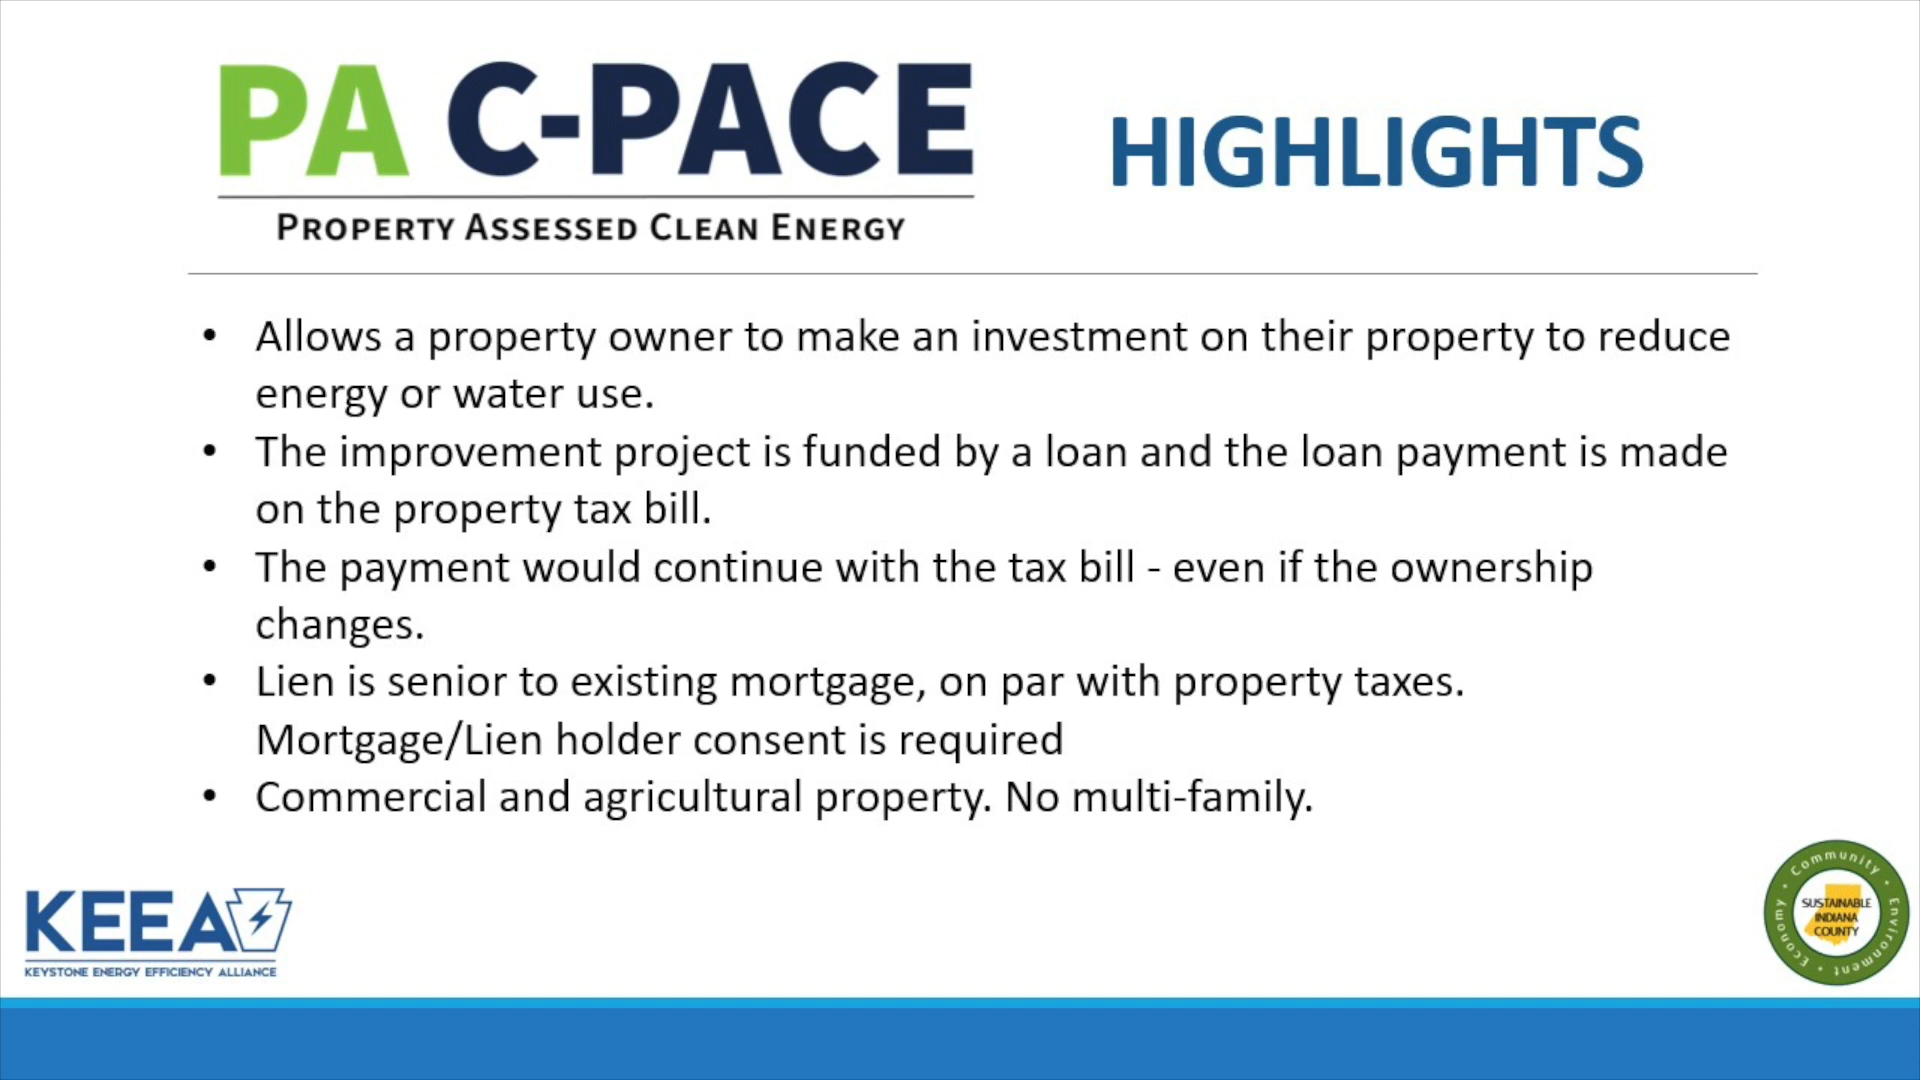 PA C-PACE
PROPERTY ASSESSED CLEAN ENERGY
HIGHLIGHTS
• Allows a property owner to make an investment on their property to reduce
energy or water use.
• The improvement project is funded by a loan and the loan payment is made
on the property tax bill.
• The payment would continue with the tax bill - even if the ownership
changes.
• Lien is senior to existing mortgage, on par with property taxes.
Mortgage/Lien holder consent is required
• Commercial and agricultural property. No multi-family.
KEEA
KEYSTONE ENERGY EFFICIENCY ALLIANCE
Community • Environment • Economy •
SUSTAINABLE
INDIANA
COUNTY